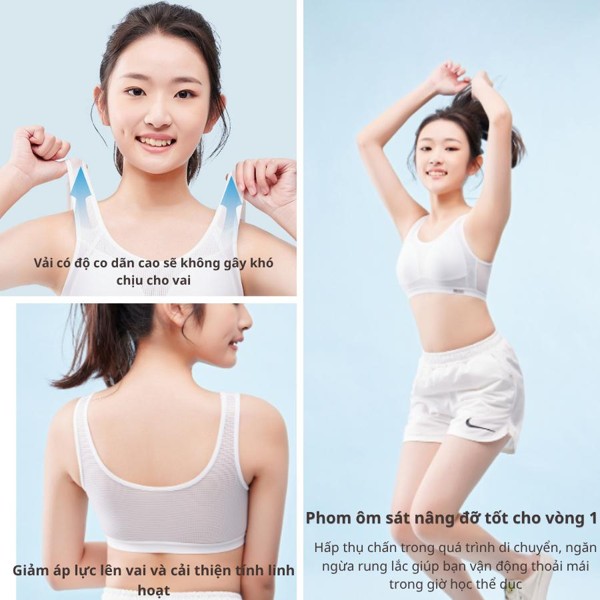 Vải có độ co dãn cao sẽ không gây khó
chịu cho vai
Giảm áp lực lên vai và cải thiện tính linh
hoạt
Phom ôm sát nâng đỡ tốt cho vòng 1
Hấp thụ chấn trong quá trình di chuyển, ngăn
ngừa rung lắc giúp bạn vận động thoải mái
trong giờ học thể dục